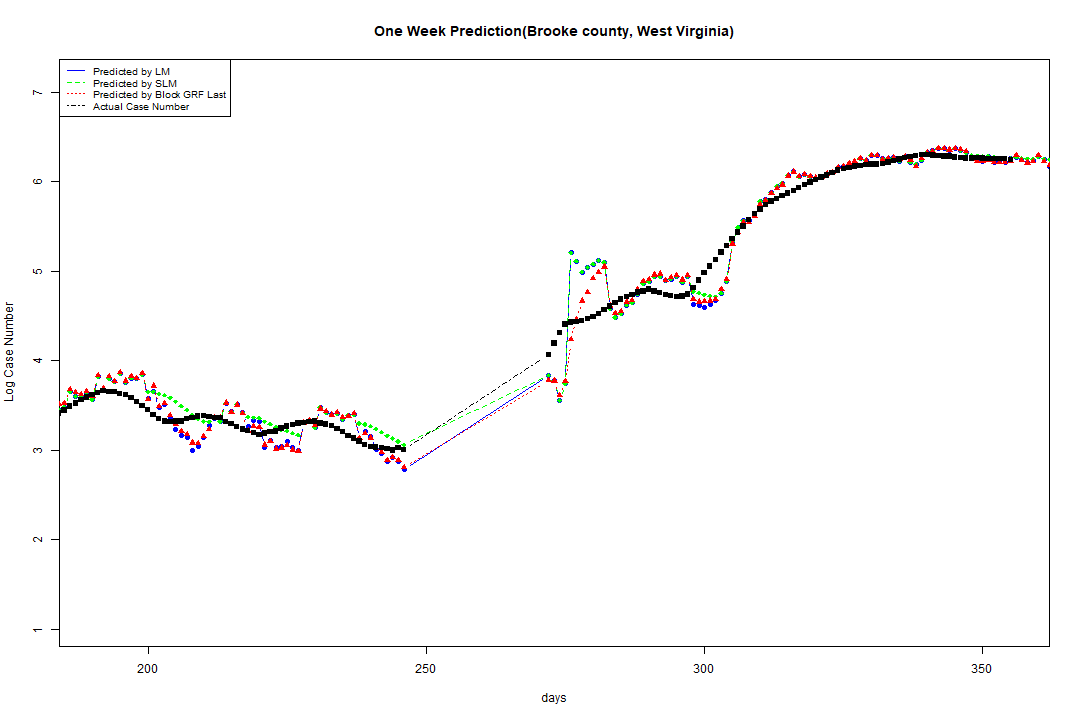 One Week Prediction(Brooke county, West Virginia)
Predicted by LM
Predicted by SLM
Predicted by Block GRF Last
Actual Case Number
7
6
5
4
3
2
1
Log Case Number
200 250 300 350
days